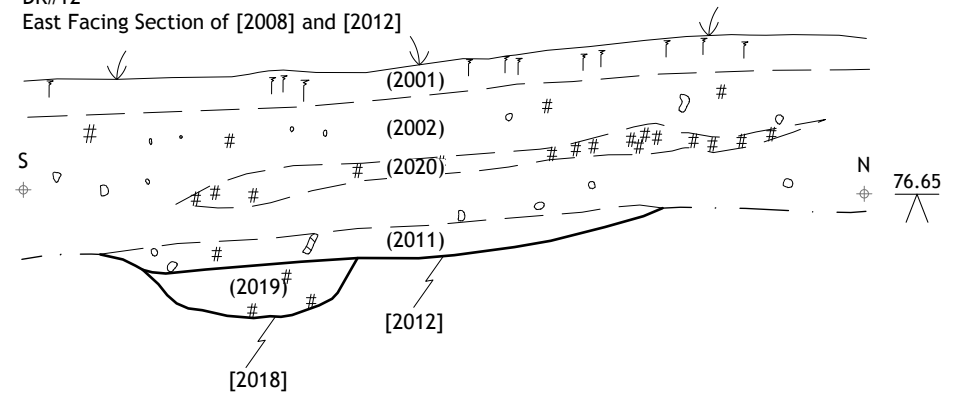 East Facing Section of [2008] and [2012]
(2001)
(2002)
S
(2020)
N
76.65
(2011)
(2019)
[2012]
[2018]